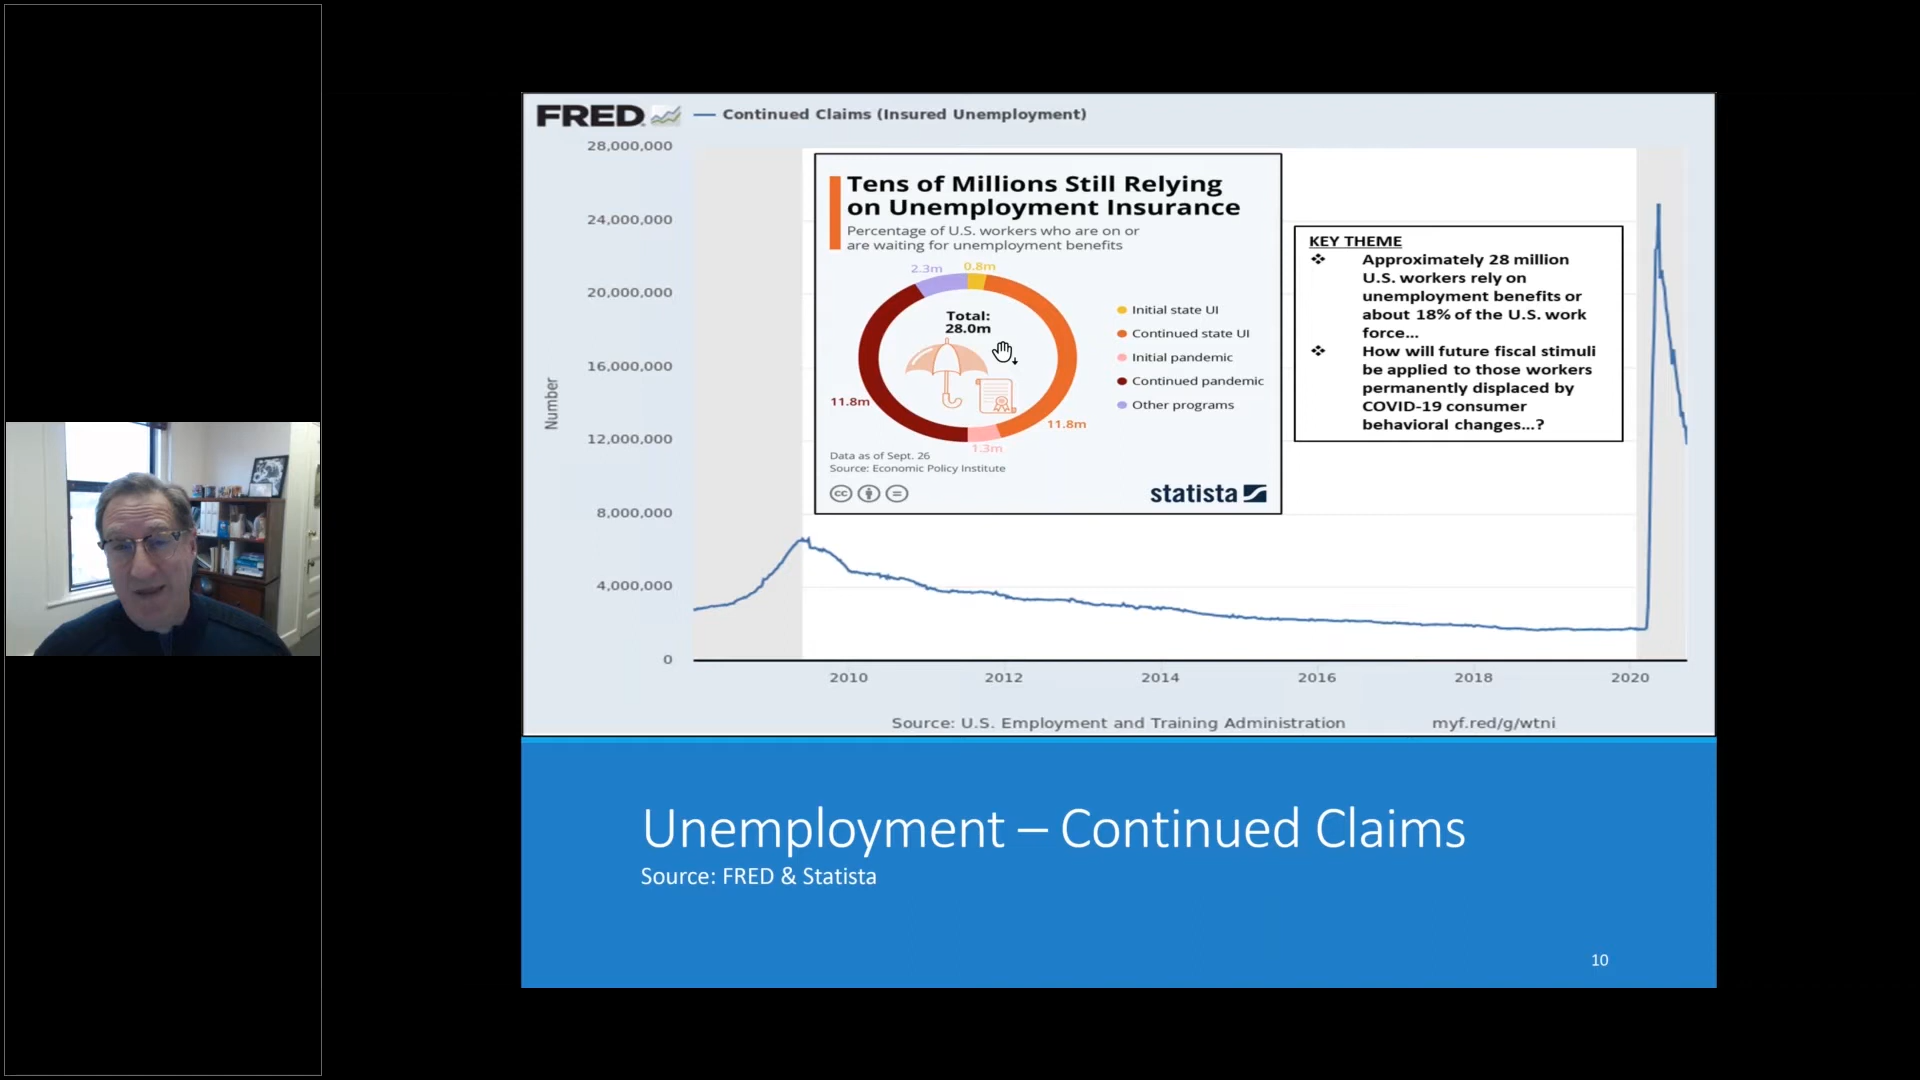 FRED
Continued Claims (Insured Unemployment)
28,000,000
24,000,000
20,000,000
16,000,000
12,000,000
8,000,000
4,000,000
0
Number
Tens of Millions Still Relying
on Unemployment Insurance
Percentage of U.S. workers who are on or
are waiting for unemployment benefits
2.3m
0.8m
Total:
28.0m
11.8m
11.8m
1.3m
Initial state UI
Continued state UI
Initial pandemic
Continued pandemic
Other programs
Data as of Sept. 26
Source: Economic Policy Institute
cc
statista
KEY THEME
❖ Approximately 28 million
U.S. workers rely on
unemployment benefits or
about 18% of the U.S. work
force...
❖ How will future fiscal stimuli
be applied to those workers
permanently displaced by
COVID-19 consumer
behavioral changes...?
2010
2012
2014
2016
2018
2020
Source: U.S. Employment and Training Administration
myf.red/g/wtni
Unemployment – Continued Claims
Source: FRED & Statista
10